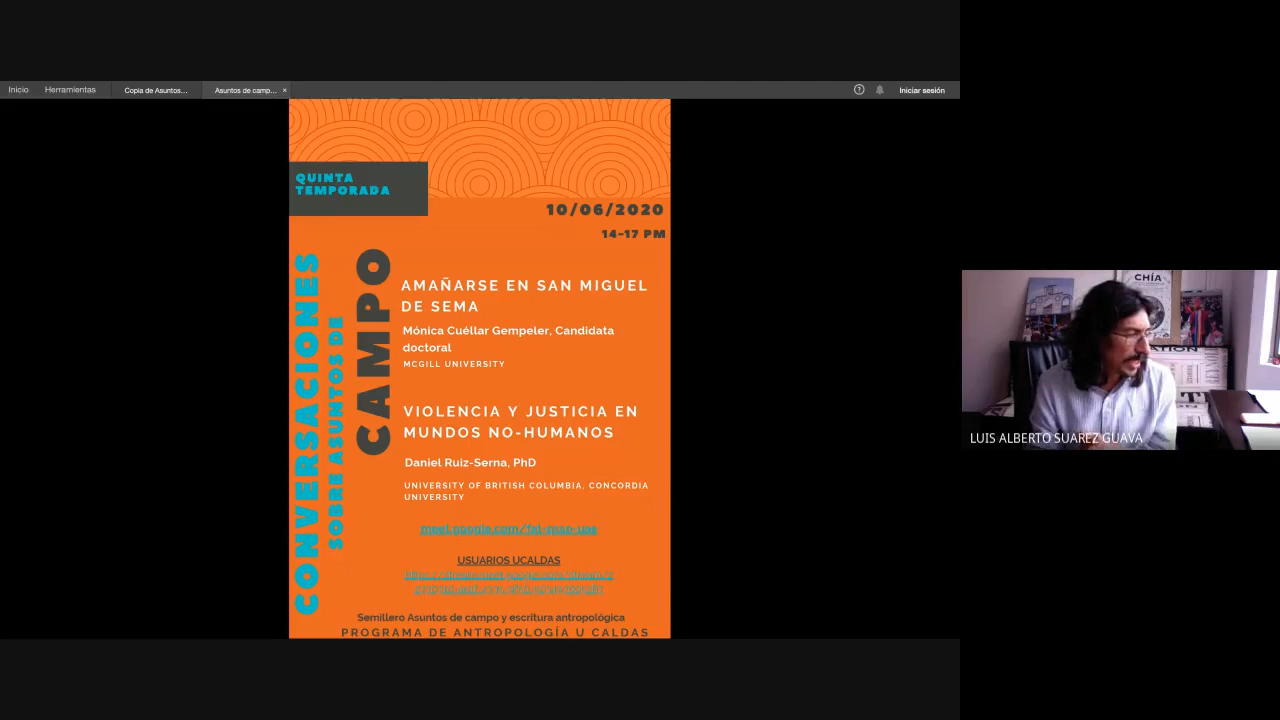 Inicio Herramientas Copia de Asuntos... Asuntos de camp... × Iniciar sesión
QUINTA
TEMPORADA
10/06/2020
14-17 PM
CONVERSACIONES
SOBRE ASUNTOS DE
CAMPO
AMAÑARSE EN SAN MIGUEL
DE SEMA
Mónica Cuéllar Gempeler, Candidata
doctoral
MCGILL UNIVERSITY
VIOLENCIA Y JUSTICIA EN
MUNDOS NO-HUMANOS
Daniel Ruiz-Serna, PhD
UNIVERSITY OF BRITISH COLUMBIA, CONCORDIA
UNIVERSITY
USUARIOS UCALDAS
Semillero Asuntos de campo y escritura antropológica
PROGRAMA DE ANTROPOLOGÍA U CALDAS
CHÍA
LUIS ALBERTO SUAREZ GUAVA